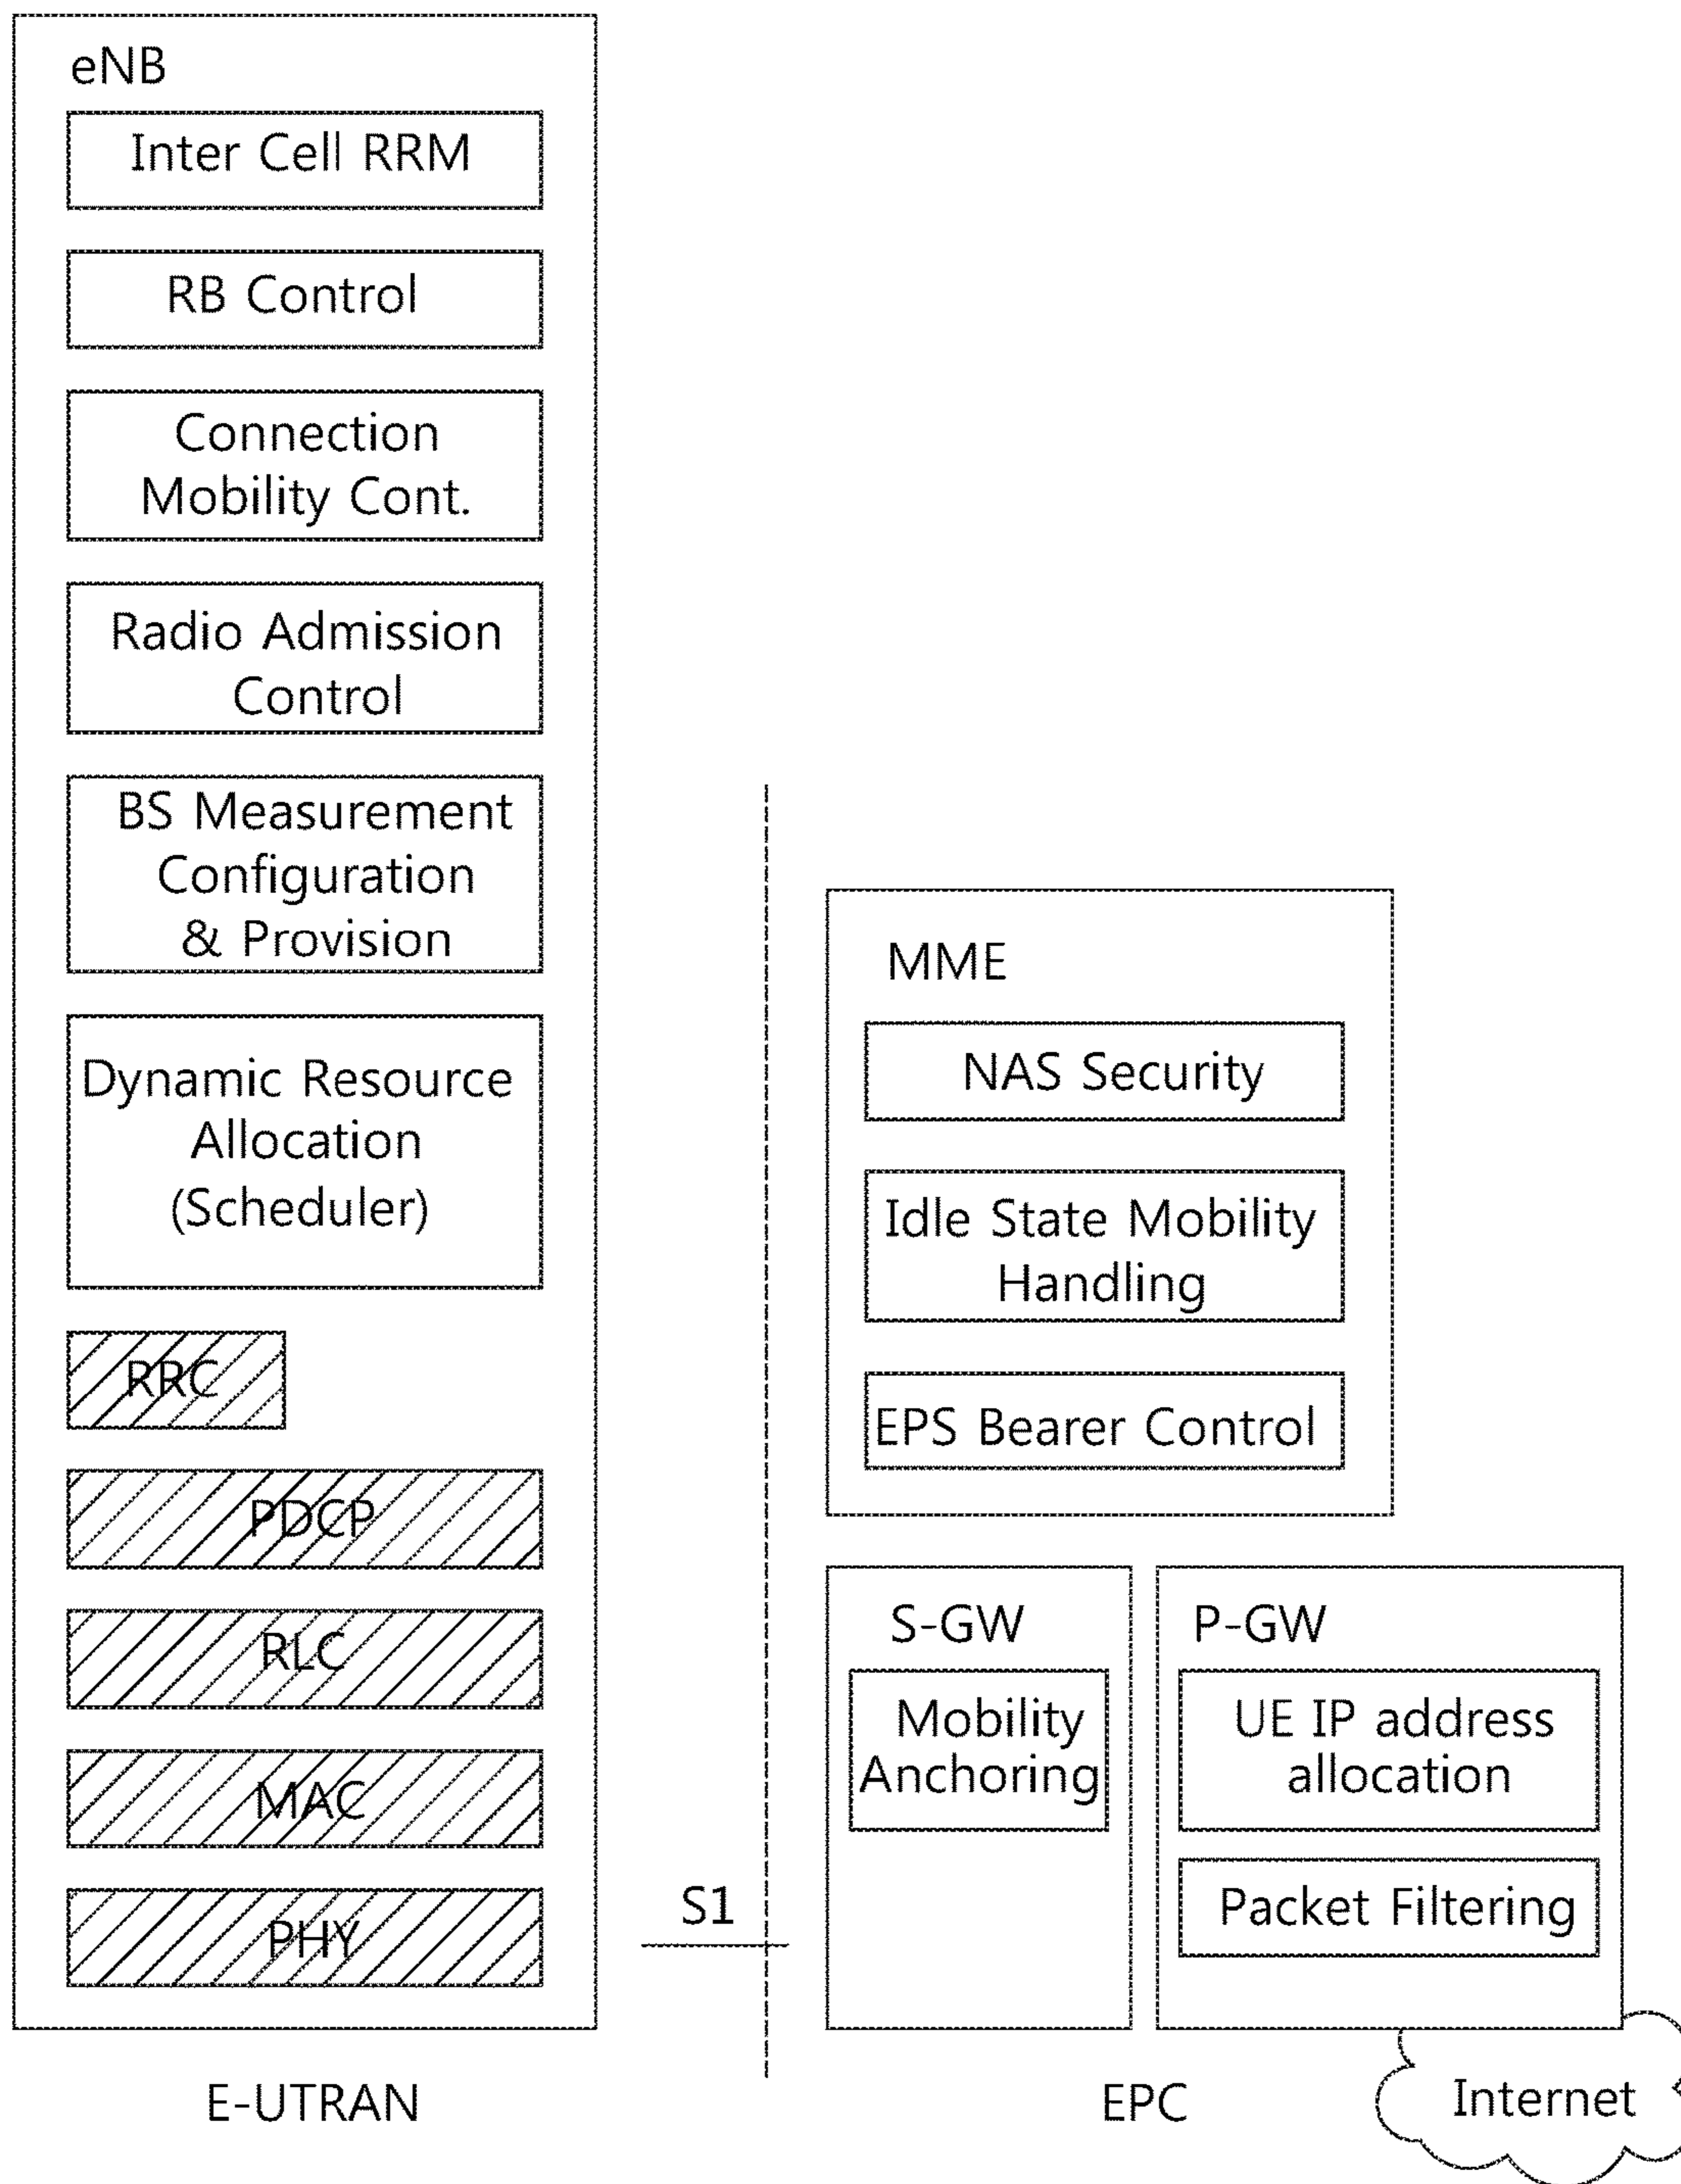 eNB
Inter Cell RRM
RB Control
Connection
Mobility Cont.
Radio Admission
Control
BS Measurement
Configuration
& Provision
Dynamic Resource
Allocation
(Scheduler)
RRC
PDCP
RLC
MAC
PHY
S1
MME
NAS Security
Idle State Mobility
Handling
EPS Bearer Control
S-GW
Mobility
Anchoring
P-GW
UE IP address
allocation
Packet Filtering
E-UTRAN
EPC
Internet